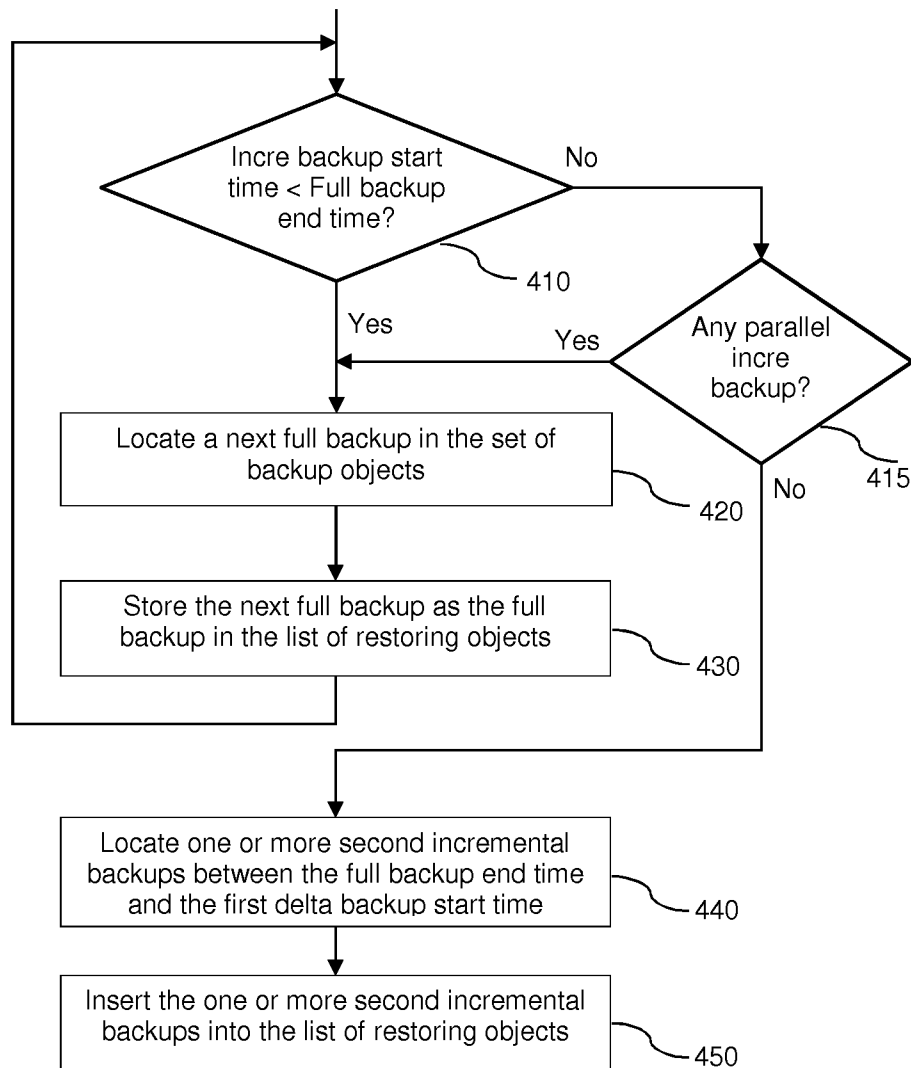 Incre backup start
time < Full backup
end time?
No
410
Yes
Any parallel
incre
backup?
Yes
415
No
Locate a next full backup in the set of
backup objects
420
Store the next full backup as the full
backup in the list of restoring objects
430
Locate one or more second incremental
backups between the full backup end time
and the first delta backup start time
440
Insert the one or more second incremental
backups into the list of restoring objects
450